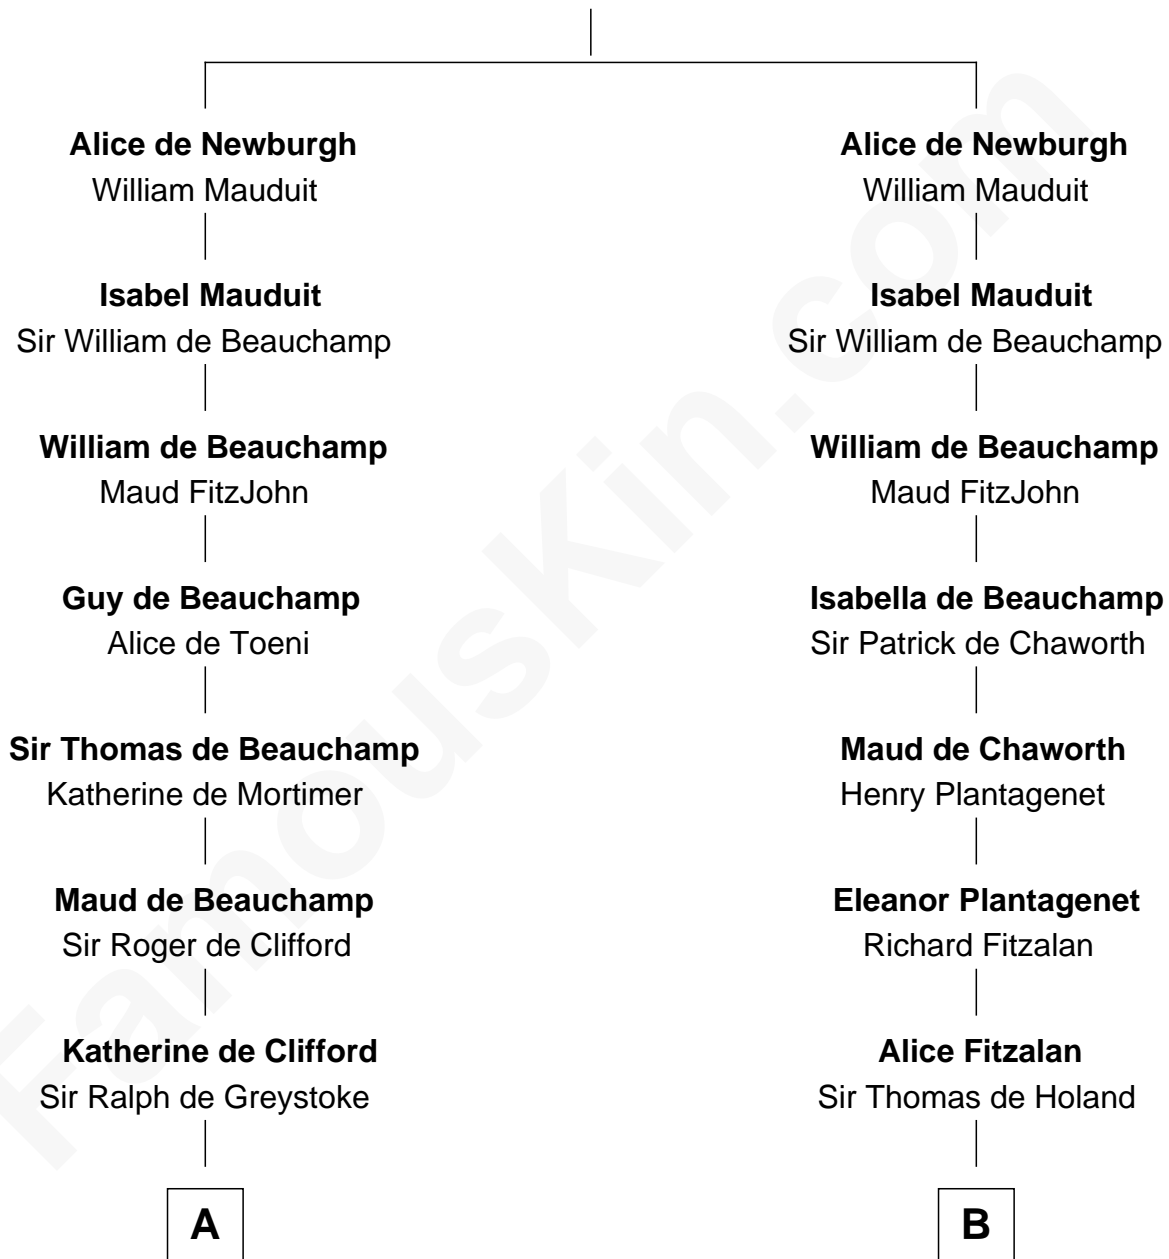 Alice de Newburgh
William Mauduit
Isabel Mauduit
Sir William de Beauchamp
William de Beauchamp
Maud FitzJohn
Guy de Beauchamp
Alice de Toeni
Sir Thomas de Beauchamp
Katherine de Mortimer
Maud de Beauchamp
Sir Roger de Clifford
Katherine de Clifford
Sir Ralph de Greystoke
A
Alice de Newburgh
William Mauduit
Isabel Mauduit
Sir William de Beauchamp
William de Beauchamp
Maud FitzJohn
Isabella de Beauchamp
Sir Patrick de Chaworth
Maud de Chaworth
Henry Plantagenet
Eleanor Plantagenet
Richard Fitzalan
Alice Fitzalan
Sir Thomas de Holand
B
FamousKin.com